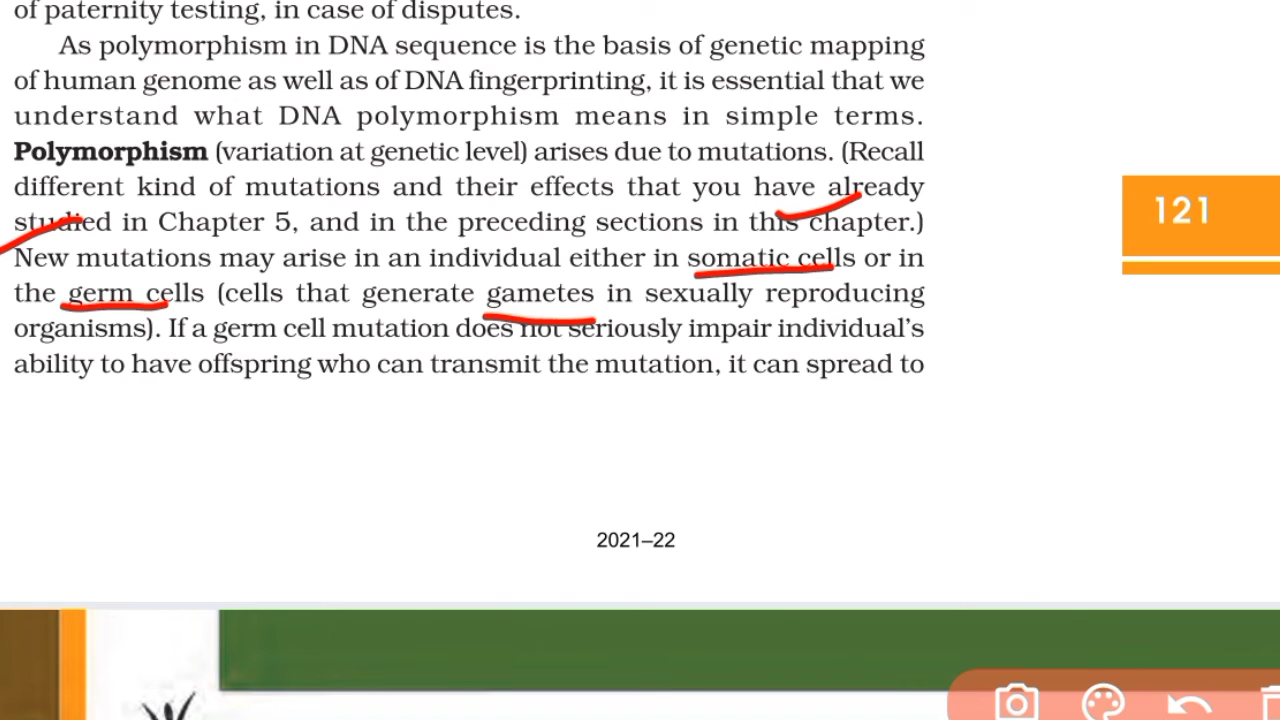 of paternity testing, in case of disputes.
As polymorphism in DNA sequence is the basis of genetic mapping
of human genome as well as of DNA fingerprinting, it is essential that we
understand what DNA polymorphism means in simple terms.
Polymorphism (variation at genetic level) arises due to mutations. (Recall
different kind of mutations and their effects that you have already
studied in Chapter 5, and in the preceding sections in this chapter.)
New mutations may arise in an individual either in somatic cells or in
the germ cells (cells that generate gametes in sexually reproducing
organisms). If a germ cell mutation does not seriously impair individual's
ability to have offspring who can transmit the mutation, it can spread to
121
2021–22